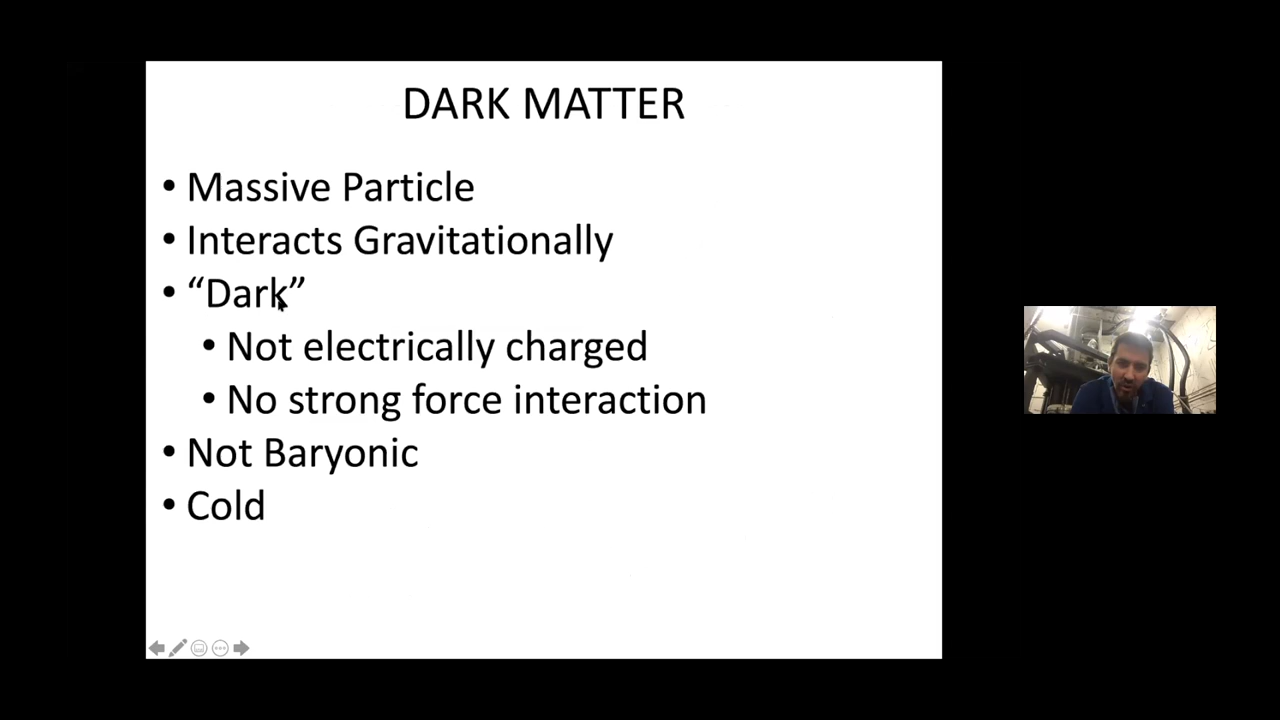 DARK MATTER
• Massive Particle
• Interacts Gravitationally
• “Dark”
• Not electrically charged
• No strong force interaction
• Not Baryonic
• Cold